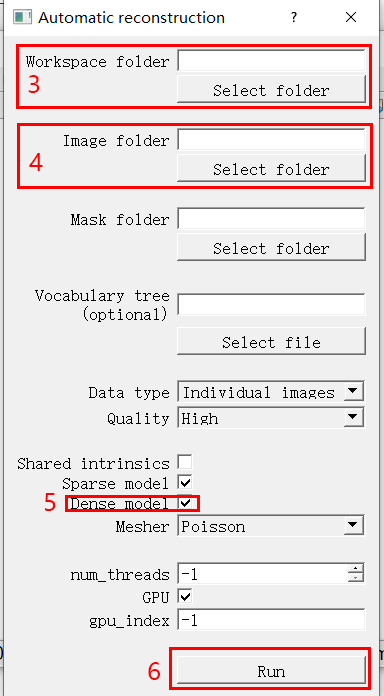 Automatic reconstruction ?
Workspace folder
3
Select folder
Image folder
4
Select folder
Mask folder
Select folder
Vocabulary tree
(optional)
Select file
Data type Individual images
Quality High
Shared intrinsics
Sparse model
5 Dense model
Mesher Poisson
num_threads -1
GPU
gpu_index -1
6 Run